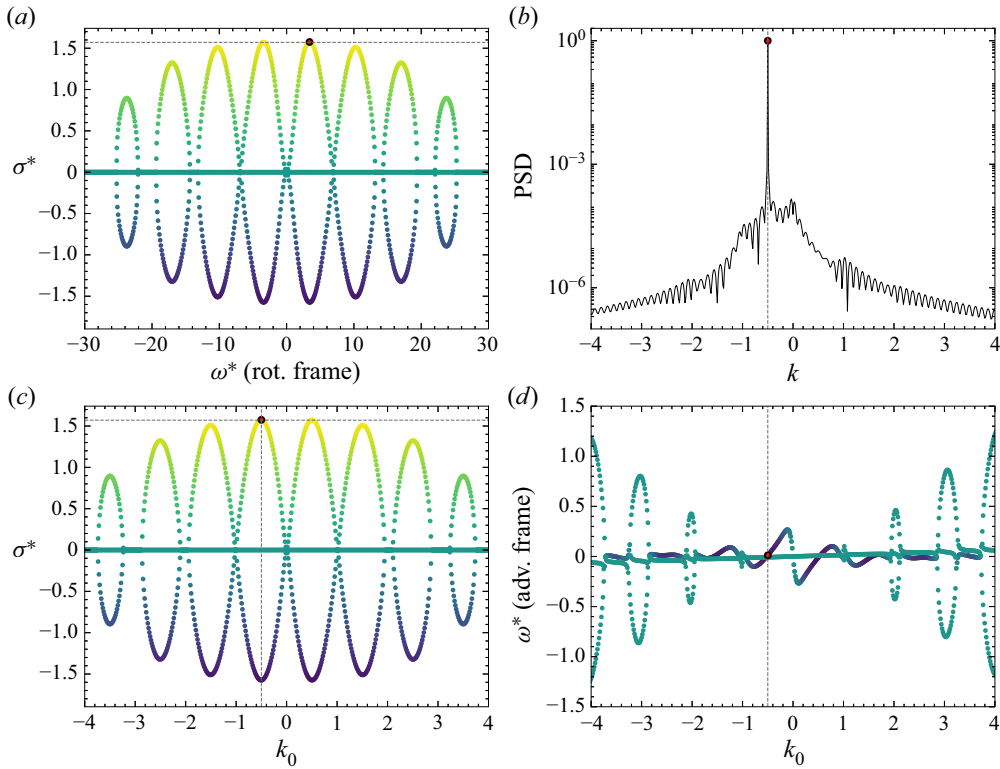 (a)
1.5
1.0
0.5
0
−0.5
−1.0
−1.5
σ*
−30 −20 −10 0 10 20 30
ω* (rot. frame)
(b)
10⁰
10⁻³
10⁻⁶
PSD
−4 −3 −2 −1 0 1 2 3 4
k
(c)
1.5
1.0
0.5
0
−0.5
−1.0
−1.5
σ*
−4 −3 −2 −1 0 1 2 3 4
k₀
(d)
1.5
1.0
0.5
0
−0.5
−1.0
−1.5
ω* (adv. frame)
−4 −3 −2 −1 0 1 2 3 4
k₀